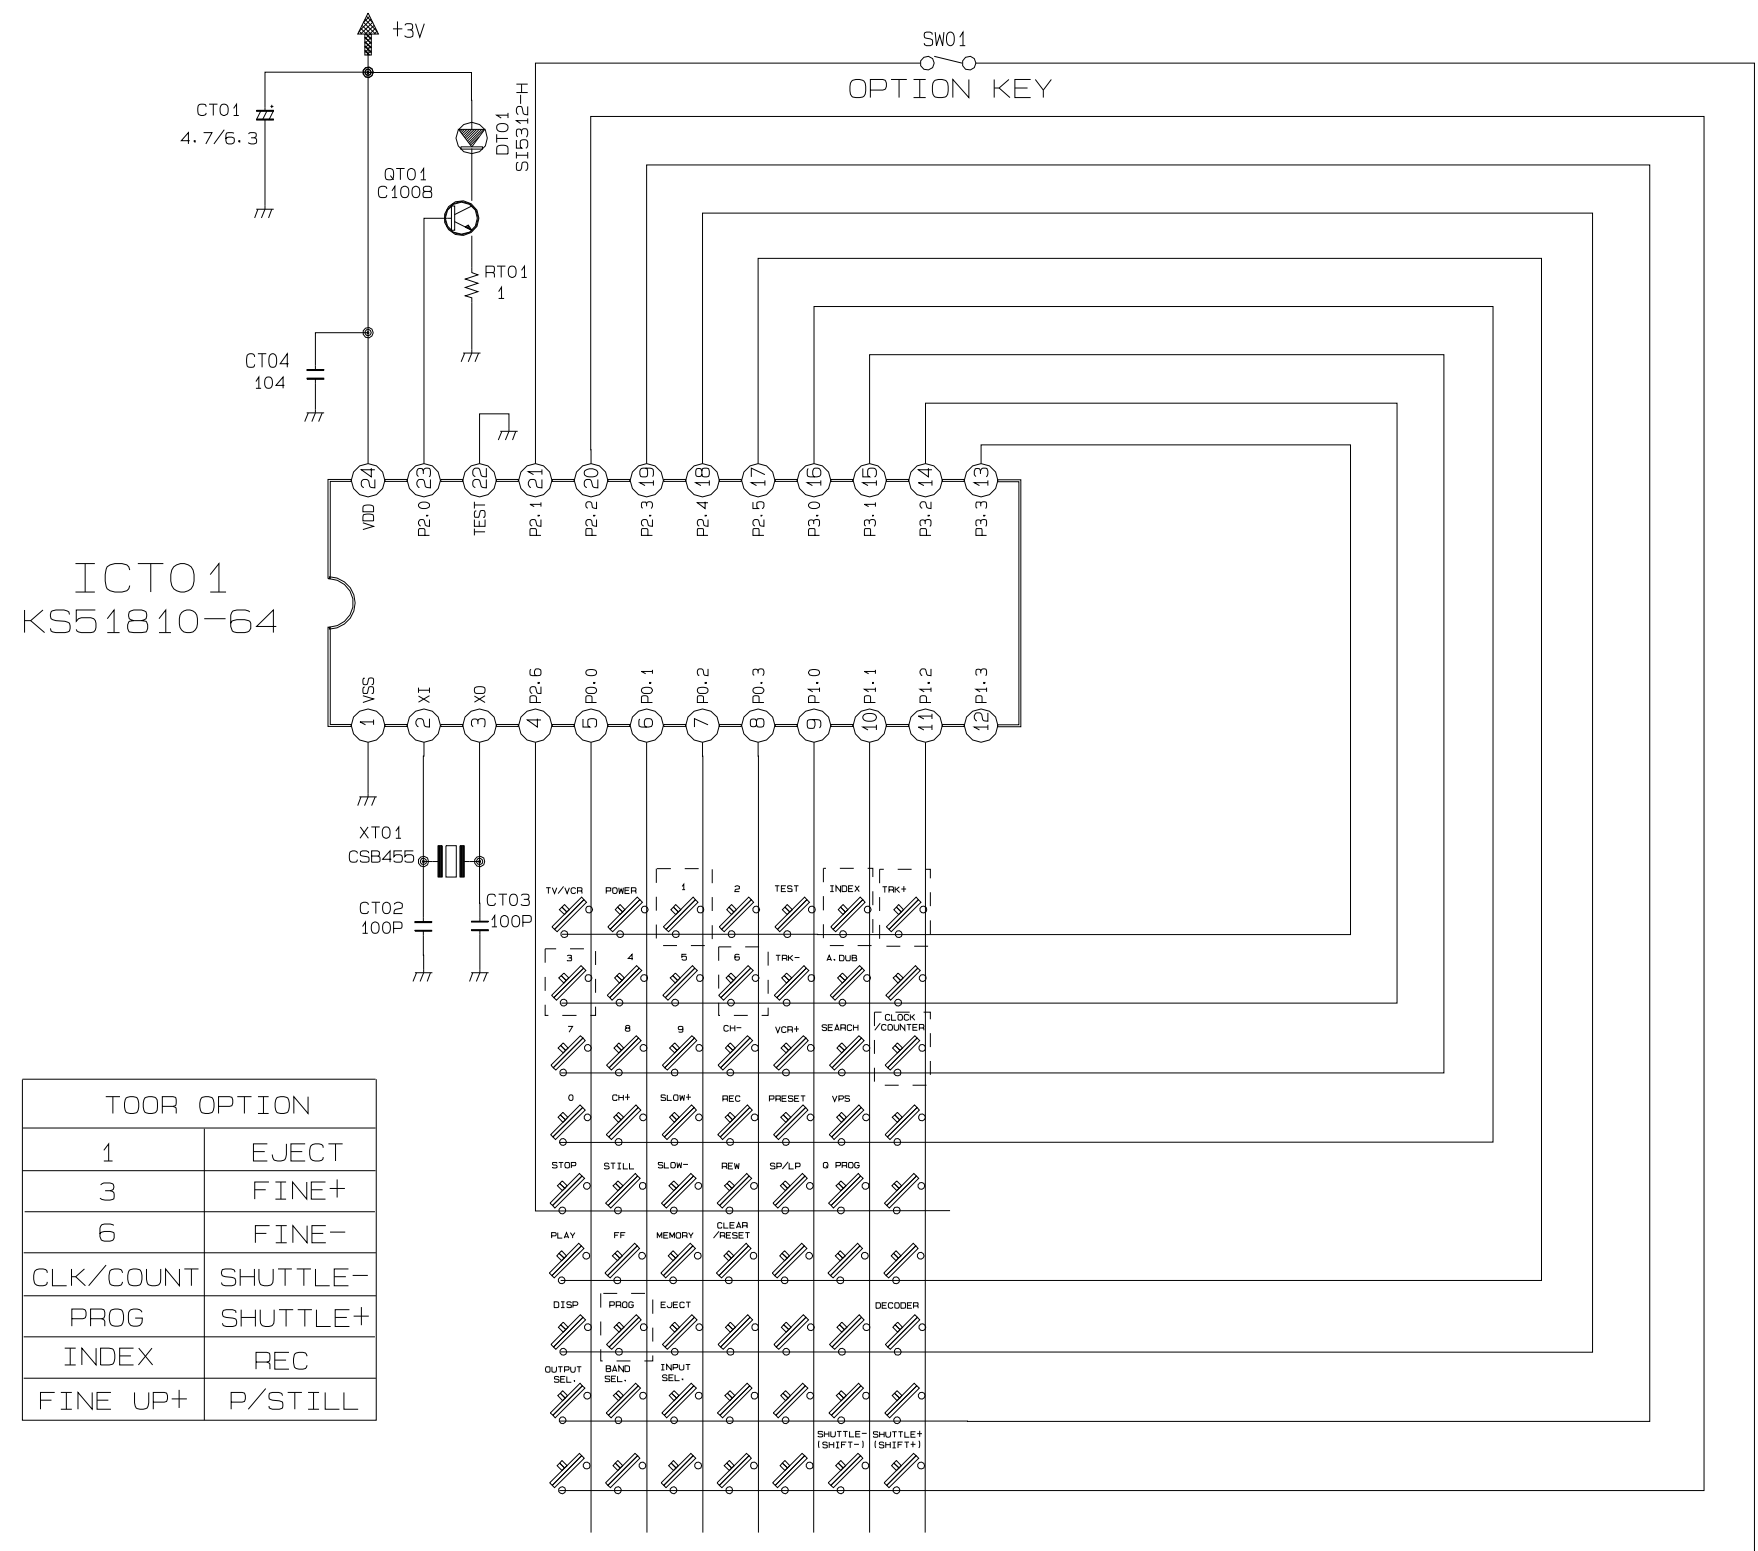 +3V
SW01
OPTION KEY
CT01
4.7/6.3
DT01
SI5312-H
QT01
C1008
RT01
1
CT04
104
24 23 22 21 20 19 18 17 16 15 14 13
VDD P2.0 TEST P2.1 P2.2 P2.3 P2.4 P2.5 P3.0 P3.1 P3.2 P3.3
ICT01
KS51810-64
VSS XI XO P2.6 P0.0 P0.1 P0.2 P0.3 P1.0 P1.1 P1.2 P1.3
1 2 3 4 5 6 7 8 9 10 11 12
XT01
CSB455
CT02
100P
CT03
100P
TV/VCR POWER 1 2 TEST INDEX TRK+
3 4 5 6 TRK- A.DUB
7 8 9 CH- VCR+ SEARCH CLOCK
/COUNTER
0 CH+ SLOW+ REC PRESET VPS
STOP STILL SLOW- REW SP/LP Q PROG
PLAY FF MEMORY CLEAR
/RESET
DISP PROG EJECT DECODER
OUTPUT BAND INPUT
SEL. SEL. SEL.
SHUTTLE- SHUTTLE+
(SHIFT-) (SHIFT+)
TOOR OPTION
1 EJECT
3 FINE+
6 FINE-
CLK/COUNT SHUTTLE-
PROG SHUTTLE+
INDEX REC
FINE UP+ P/STILL